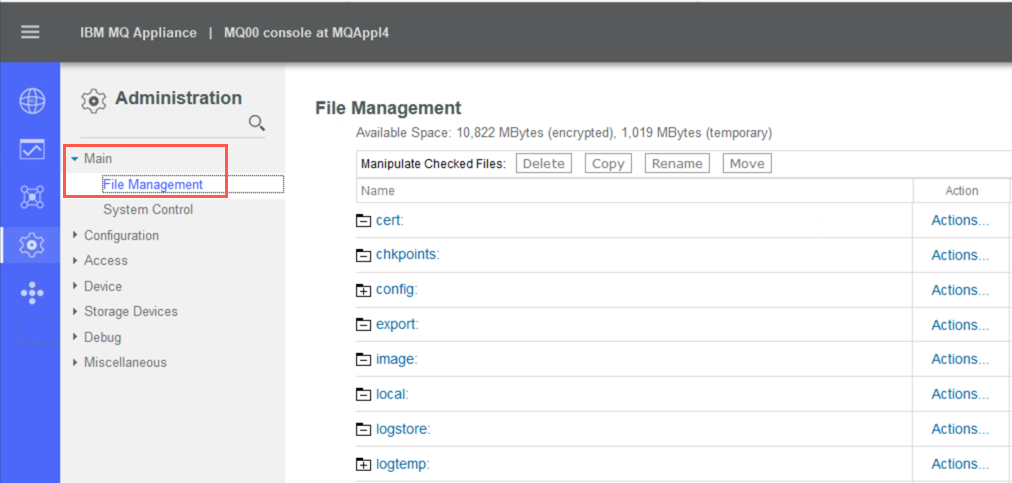 IBM MQ Appliance | MQ00 console at MQAppl4
Administration
Main
File Management
System Control
Configuration
Access
Device
Storage Devices
Debug
Miscellaneous
File Management
Available Space: 10,822 MBytes (encrypted), 1,019 MBytes (temporary)
Manipulate Checked Files: Delete Copy Rename Move
Name Action
cert: Actions...
chkpoints: Actions...
config: Actions...
export: Actions...
image: Actions...
local: Actions...
logstore: Actions...
logtemp: Actions...